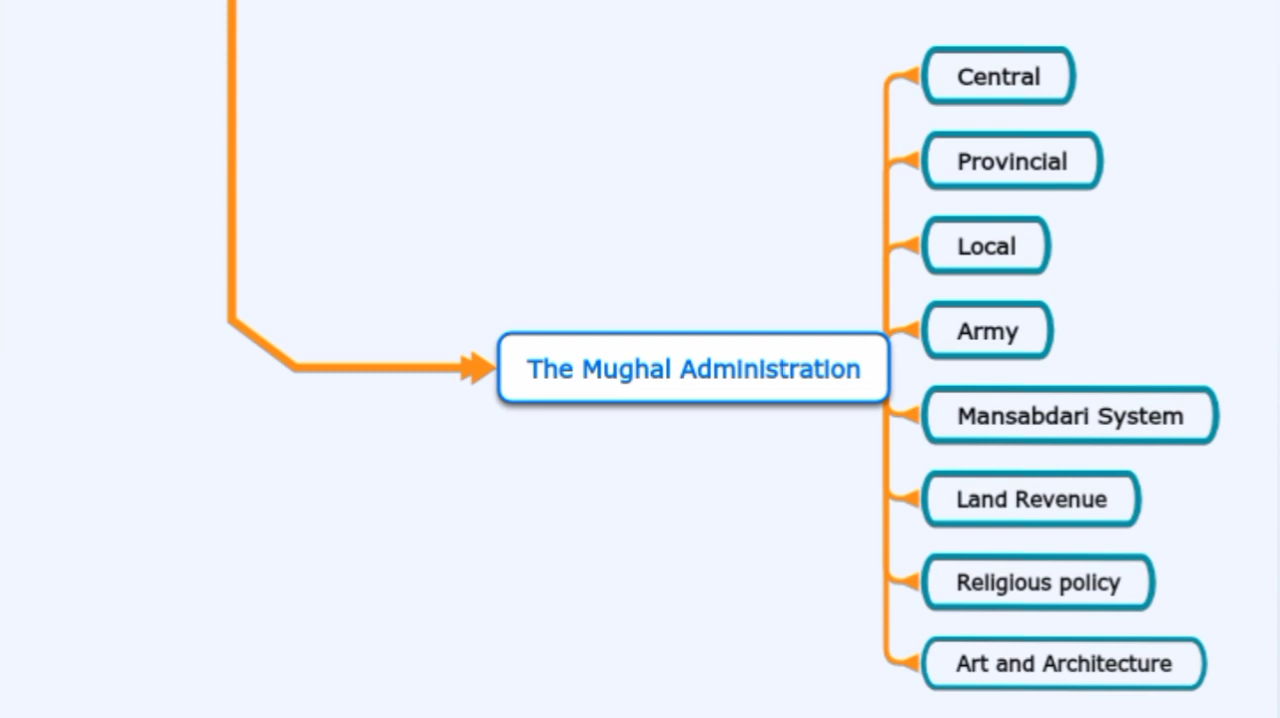 Central
Provincial
Local
Army
The Mughal Administration
Mansabdari System
Land Revenue
Religious policy
Art and Architecture